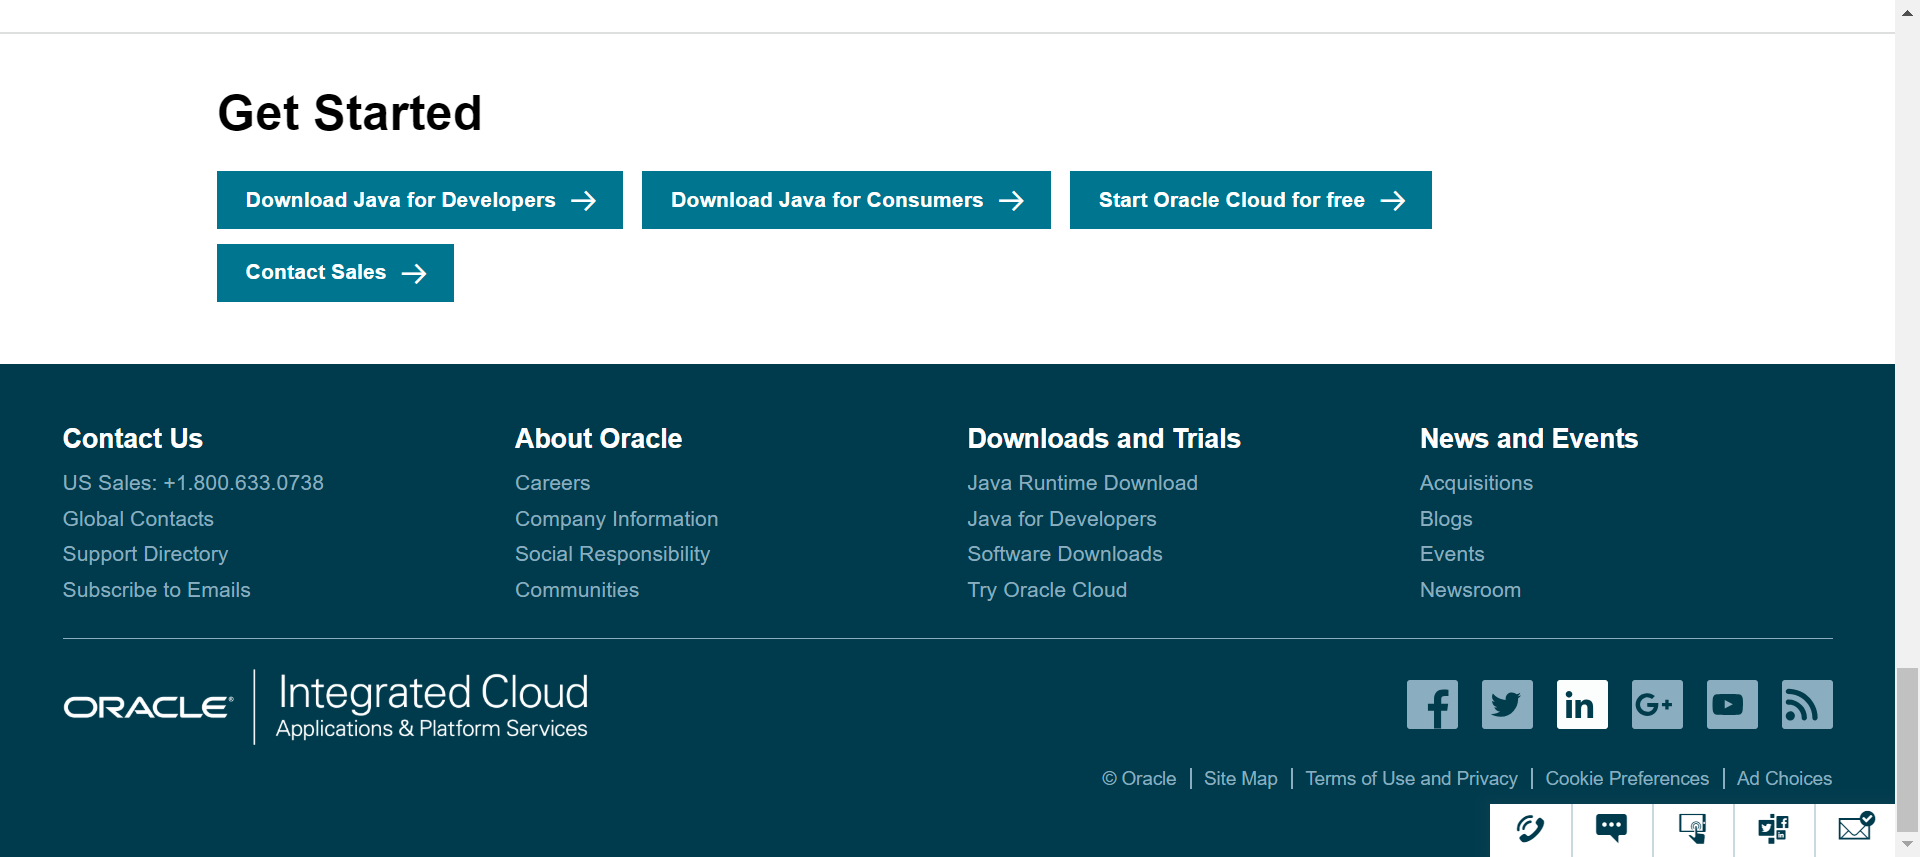 Get Started
Download Java for Developers
Download Java for Consumers
Start Oracle Cloud for free
Contact Sales
Contact Us
US Sales: +1.800.633.0738
Global Contacts
Support Directory
Subscribe to Emails
About Oracle
Careers
Company Information
Social Responsibility
Communities
Downloads and Trials
Java Runtime Download
Java for Developers
Software Downloads
Try Oracle Cloud
News and Events
Acquisitions
Blogs
Events
Newsroom
ORACLE®
Integrated Cloud
Applications & Platform Services
in
G+
© Oracle | Site Map | Terms of Use and Privacy | Cookie Preferences | Ad Choices